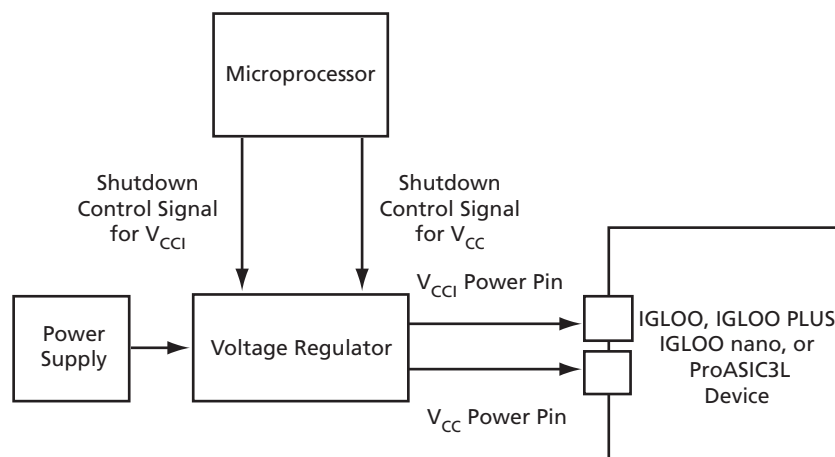 Microprocessor
Shutdown
Control Signal
for VCCI
Shutdown
Control Signal
for VCC
VCCI Power Pin
Power
Supply
Voltage Regulator
IGLOO, IGLOO PLUS
IGLOO nano, or
ProASIC3L
Device
VCC Power Pin